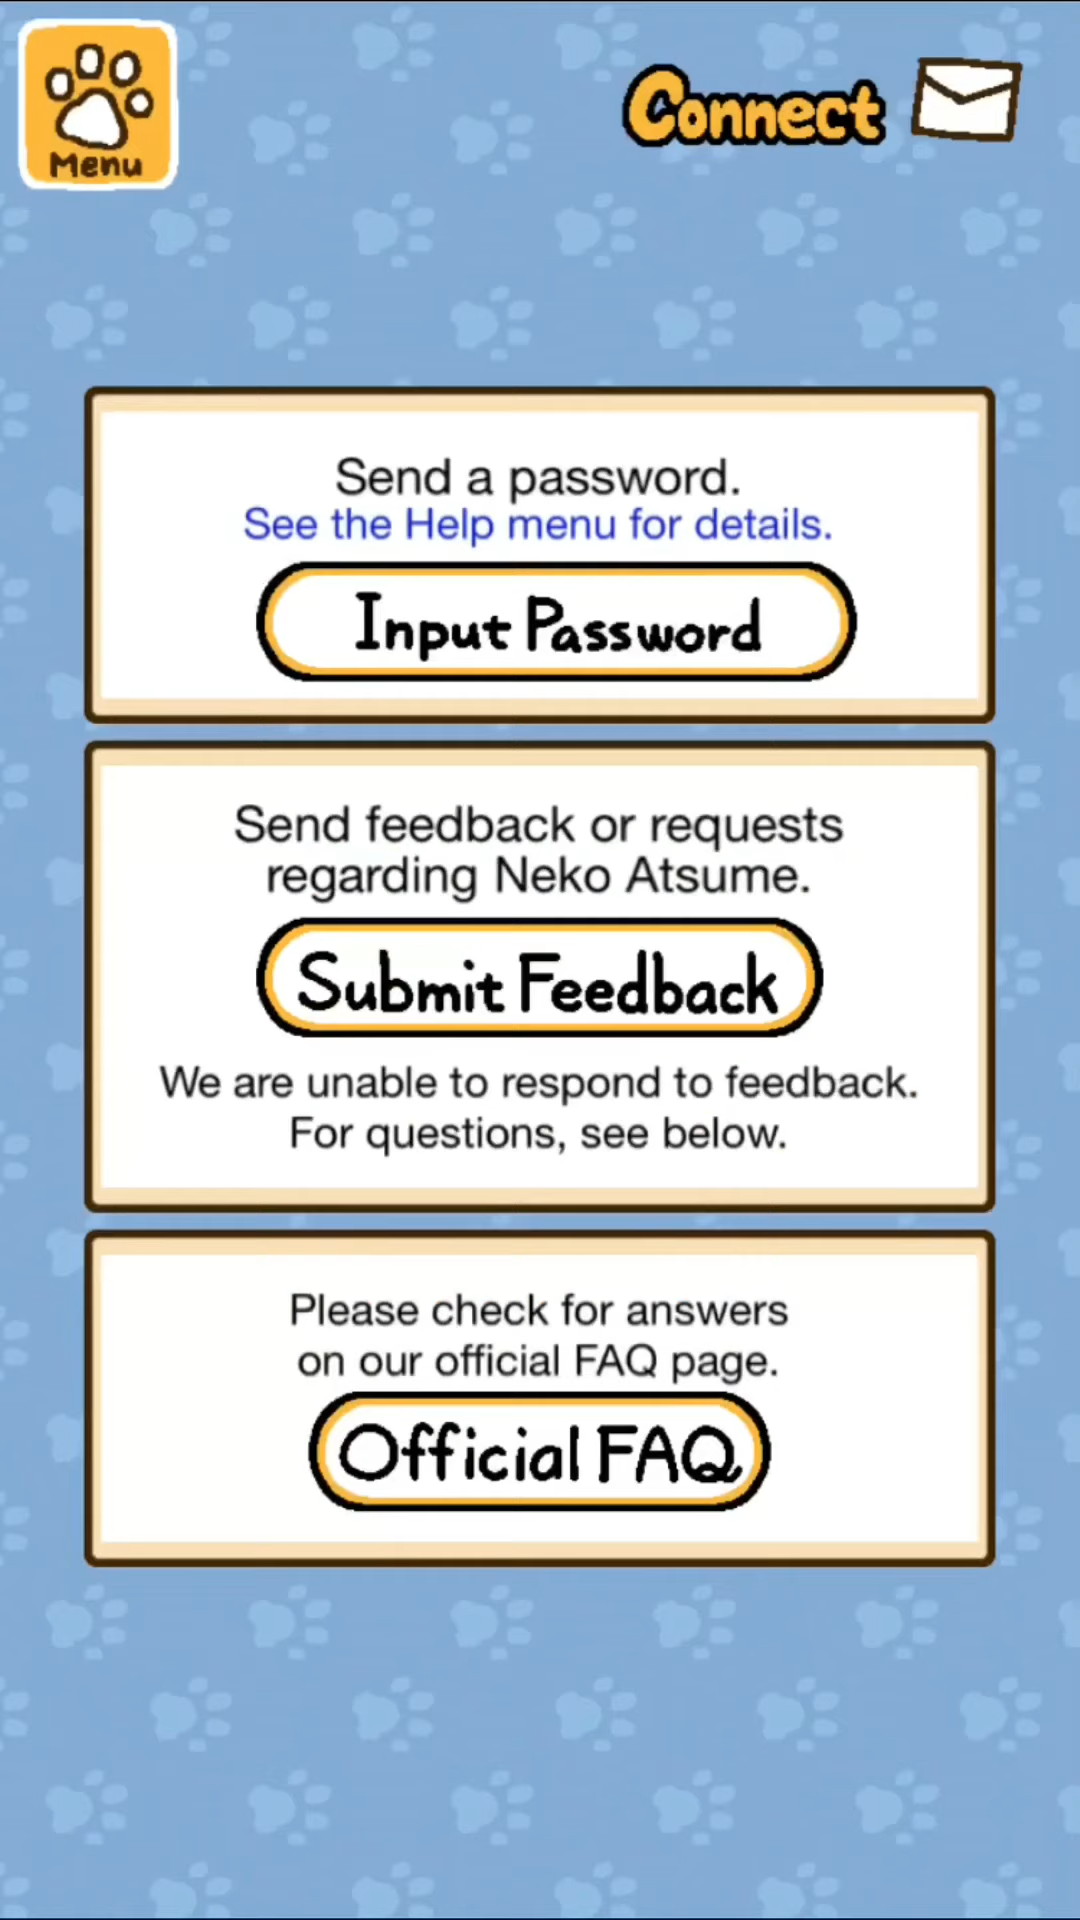 Menu
Connect
Send a password.
See the Help menu for details.
Input Password
Send feedback or requests
regarding Neko Atsume.
Submit Feedback
We are unable to respond to feedback.
For questions, see below.
Please check for answers
on our official FAQ page.
Official FAQ